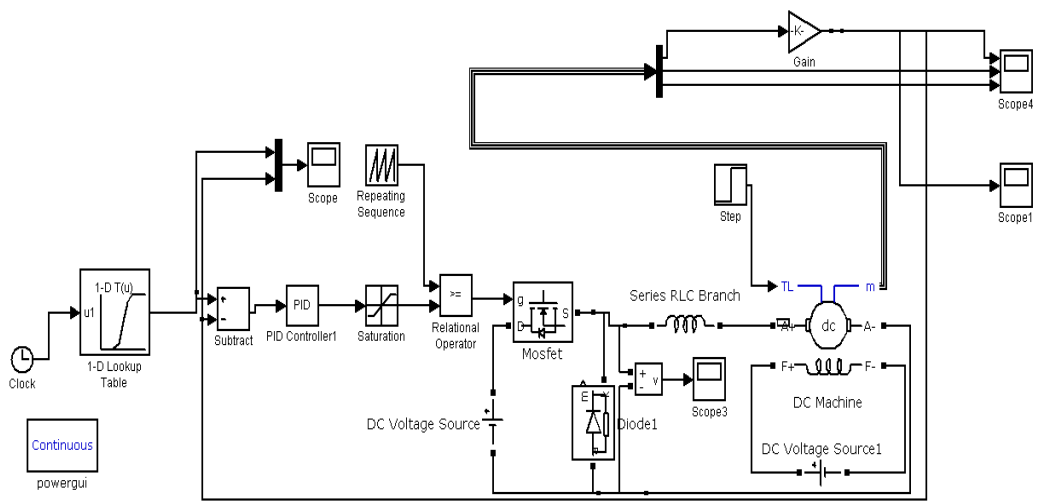 -K-
Gain
Scope4
Scope
Repeating
Sequence
Step
Scope1
1-D T(u)
u1
1-D Lookup
Table
Clock
+
-
Subtract
PID
PID Controller1
Saturation
>=
Relational
Operator
g
D
S
Mosfet
Series RLC Branch
TL
m
A+
dc
A-
F+
F-
DC Machine
+
-
v
Scope3
DC Voltage Source
Diode1
DC Voltage Source1
Continuous
powergui